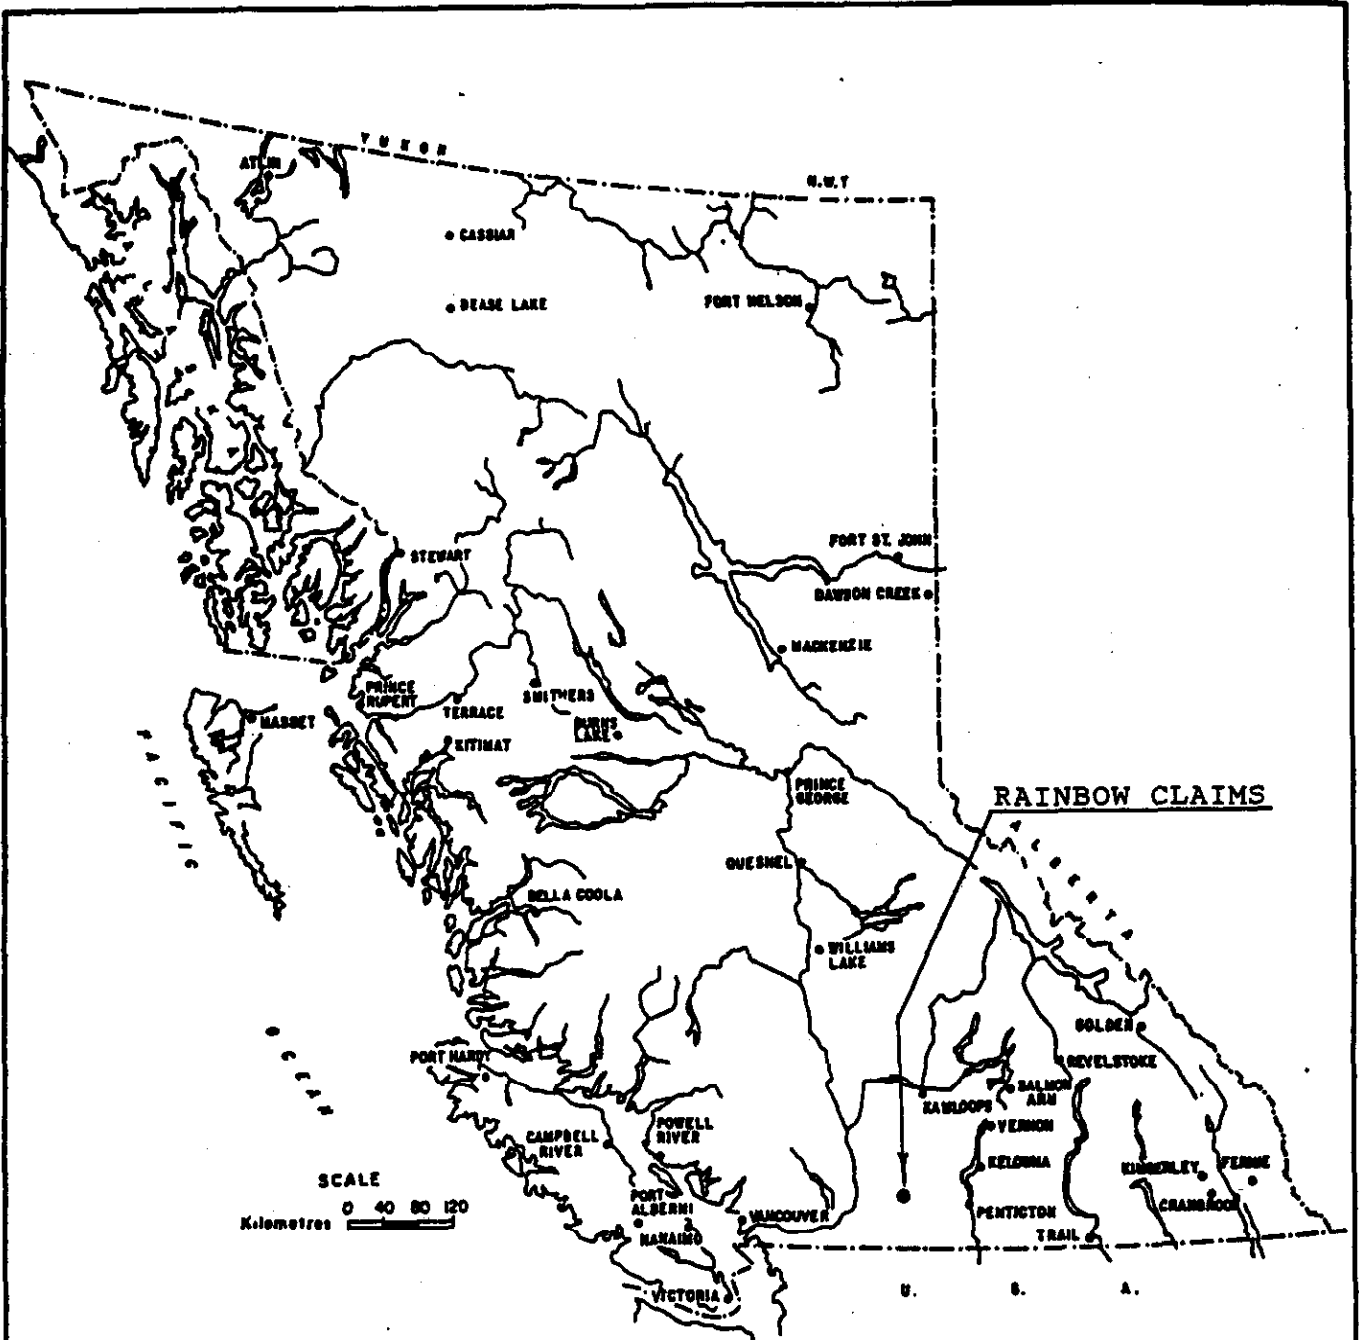 YUKON
N.W.T
ATLIN
CASSIAR
DEASE LAKE
FORT NELSON
STEWART
FORT ST. JOHN
DAWSON CREEK
MACKENZIE
PRINCE
RUPERT
SMITHERS
TERRACE
MASSET
BURNS
LAKE
KITIMAT
PACIFIC
PRINCE
GEORGE
RAINBOW CLAIMS
ALBERTA
QUESNEL
BELLA COOLA
WILLIAMS
LAKE
OCEAN
GOLDEN
PORT HARDY
REVELSTOKE
SALMON
ARM
KAMLOOPS
POWELL
RIVER
VERNON
CAMPBELL
RIVER
KELOWNA
KIMBERLEY
FERNIE
SCALE
Kilometres 0 40 80 120
PORT
ALBERNI
CRANBROOK
VANCOUVER
PENTICTON
NANAIMO
TRAIL
VICTORIA
U. S. A.